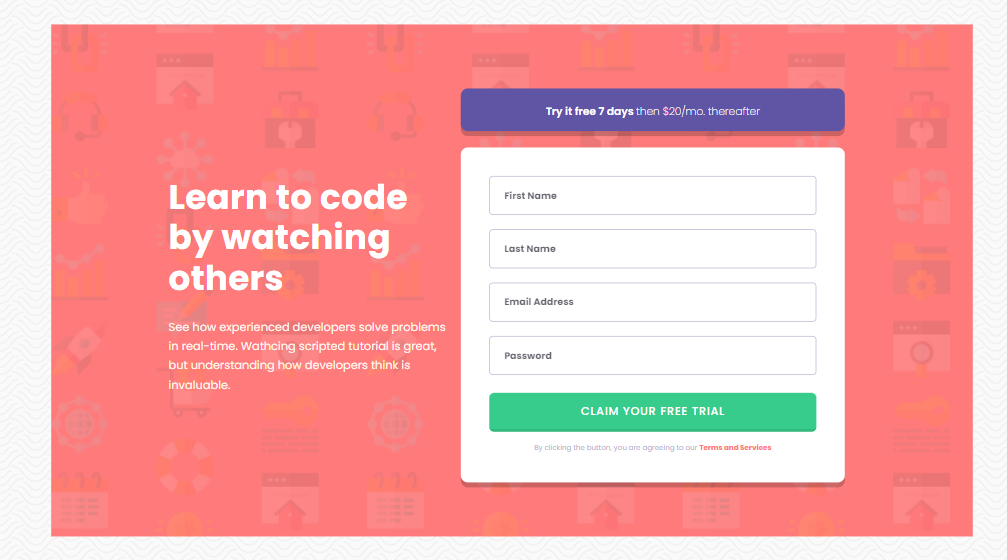 Learn to code
by watching
others
See how experienced developers solve problems
in real-time. Wathcing scripted tutorial is great,
but understanding how developers think is
invaluable.
Try it free 7 days then $20/mo. thereafter
First Name
Last Name
Email Address
Password
CLAIM YOUR FREE TRIAL
By clicking the button, you are agreeing to our Terms and Services